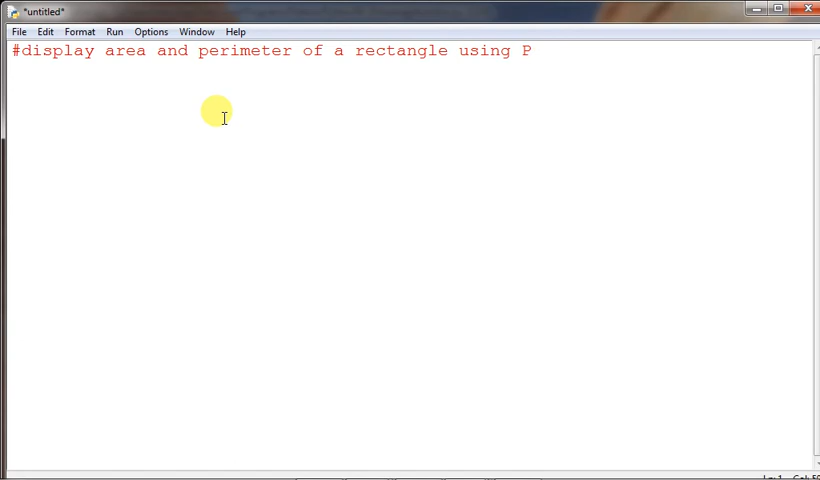 *untitled*
File Edit Format Run Options Window Help
#display area and perimeter of a rectangle using P